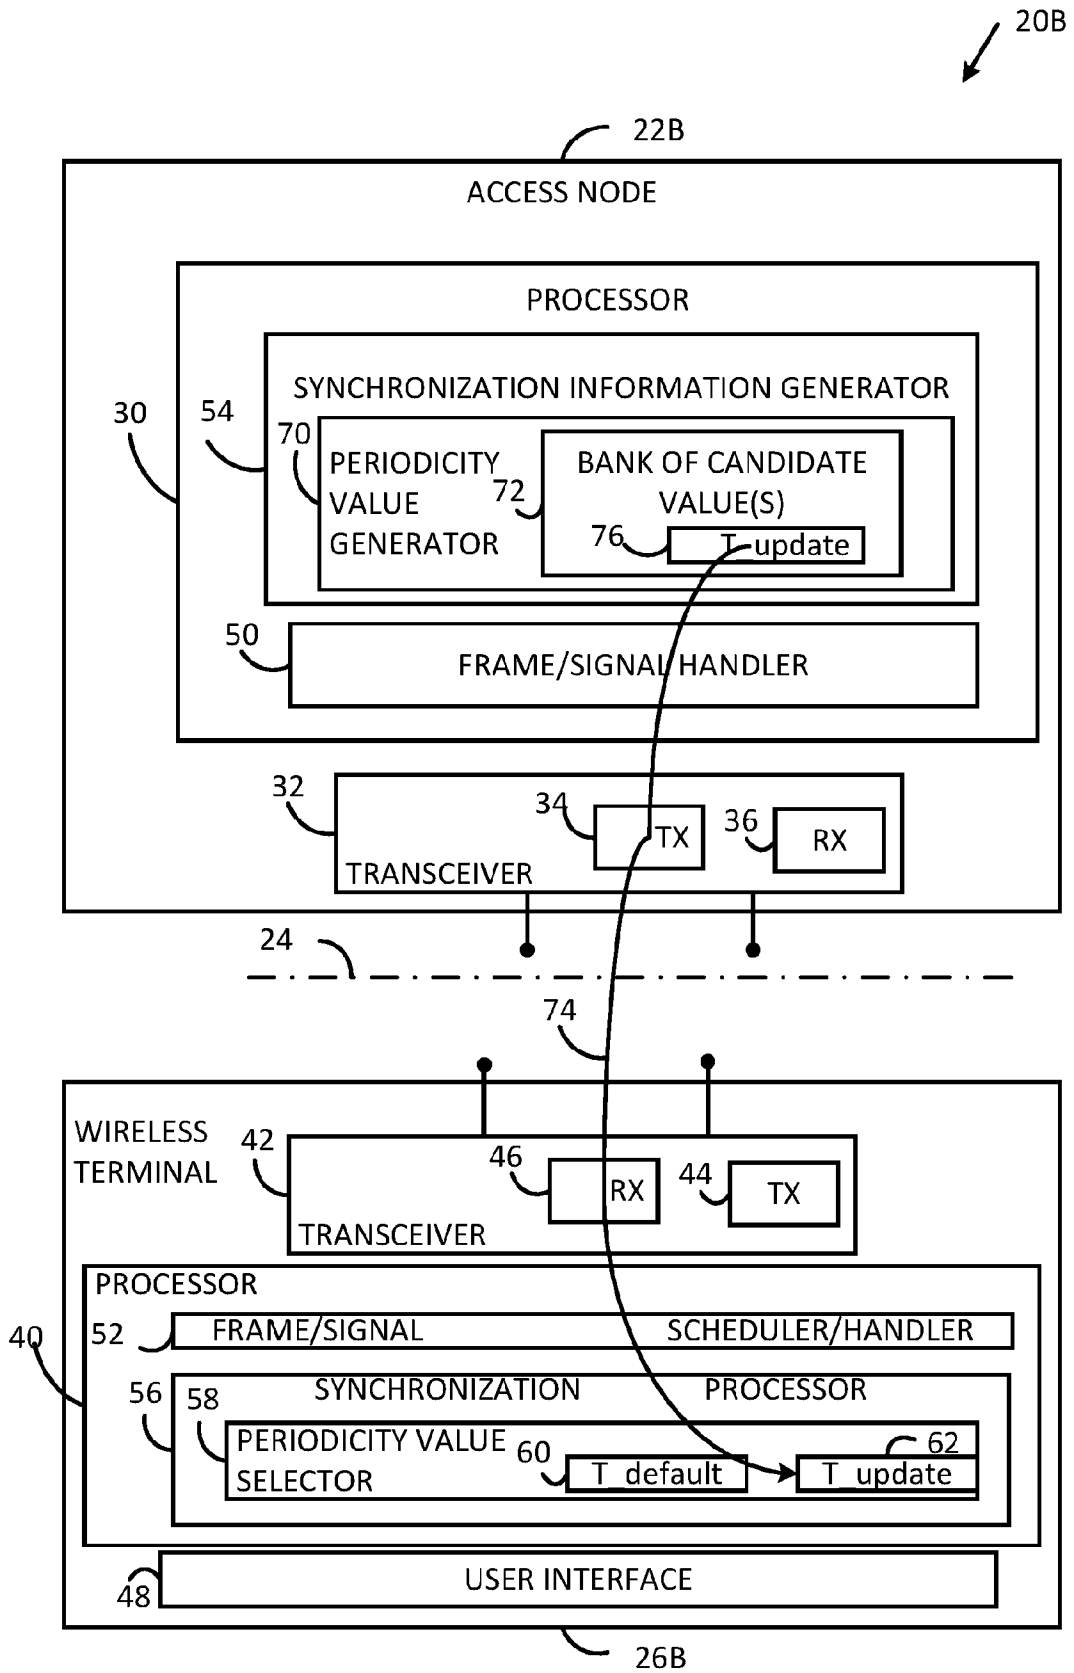 20B
22B
ACCESS NODE
PROCESSOR
SYNCHRONIZATION INFORMATION GENERATOR
30
54
70
PERIODICITY
VALUE
GENERATOR
72
BANK OF CANDIDATE
VALUE(S)
76
T_update
50
FRAME/SIGNAL HANDLER
32
34
TX
36
RX
TRANSCEIVER
24
74
WIRELESS
TERMINAL
42
46
RX
44
TX
TRANSCEIVER
PROCESSOR
40
52
FRAME/SIGNAL SCHEDULER/HANDLER
56
SYNCHRONIZATION PROCESSOR
58
PERIODICITY VALUE
SELECTOR
60
T_default
62
T_update
48
USER INTERFACE
26B